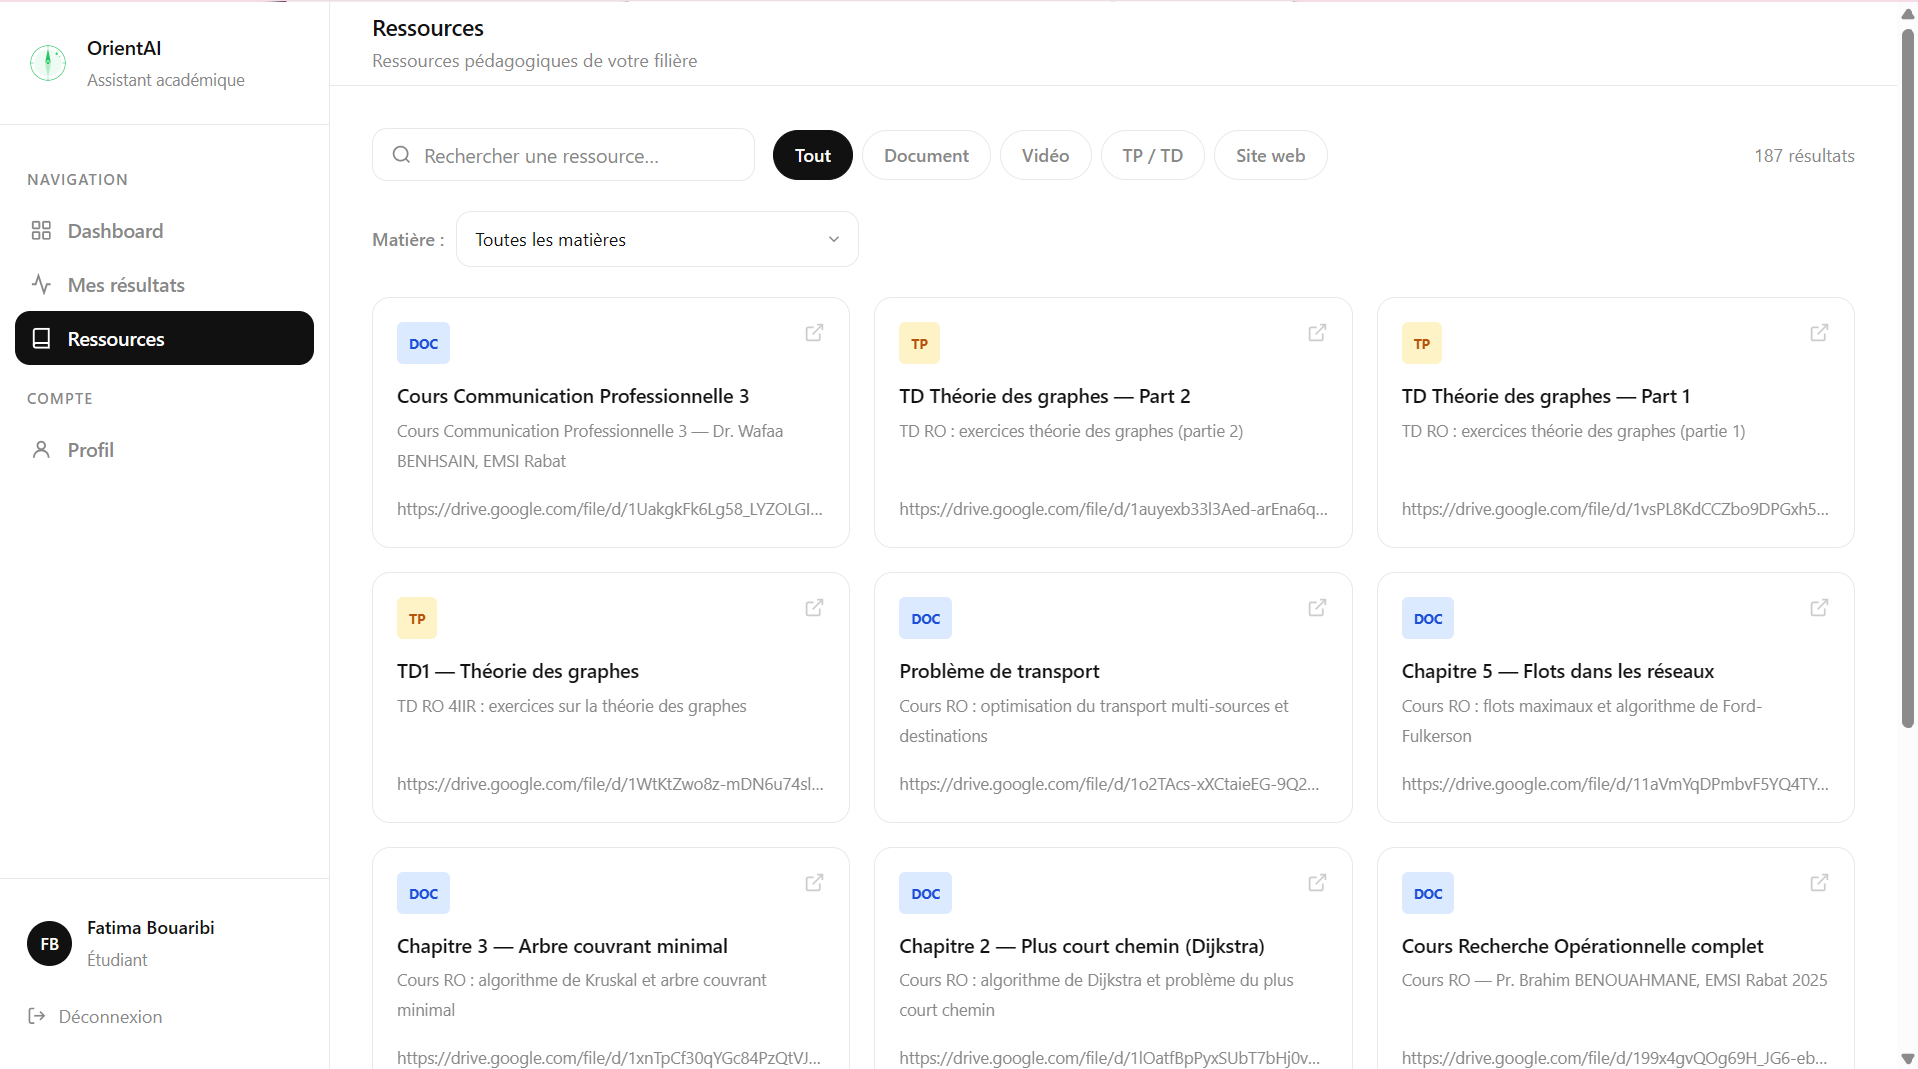 OrientAI
Assistant académique
NAVIGATION
Dashboard
Mes résultats
Ressources
COMPTE
Profil
FB
Fatima Bouaribi
Étudiant
Déconnexion
Ressources
Ressources pédagogiques de votre filière
Rechercher une ressource...
Tout
Document
Vidéo
TP / TD
Site web
187 résultats
Matière :
Toutes les matières
DOC
Cours Communication Professionnelle 3
Cours Communication Professionnelle 3 — Dr. Wafaa
BENHSAIN, EMSI Rabat
https://drive.google.com/file/d/1UakgkFk6Lg58_LYZOLGI...
TP
TD Théorie des graphes — Part 2
TD RO : exercices théorie des graphes (partie 2)
https://drive.google.com/file/d/1auyexb33l3Aed-arEna6q...
TP
TD Théorie des graphes — Part 1
TD RO : exercices théorie des graphes (partie 1)
https://drive.google.com/file/d/1vsPL8KdCCZbo9DPGxh5...
TP
TD1 — Théorie des graphes
TD RO 4IIR : exercices sur la théorie des graphes
https://drive.google.com/file/d/1WtKtZwo8z-mDN6u74sl...
DOC
Problème de transport
Cours RO : optimisation du transport multi-sources et
destinations
https://drive.google.com/file/d/1o2TAcs-xXCtaieEG-9Q2...
DOC
Chapitre 5 — Flots dans les réseaux
Cours RO : flots maximaux et algorithme de Ford-
Fulkerson
https://drive.google.com/file/d/11aVmYqDPmbvF5YQ4TY...
DOC
Chapitre 3 — Arbre couvrant minimal
Cours RO : algorithme de Kruskal et arbre couvrant
minimal
https://drive.google.com/file/d/1xnTpCf30qYGc84PzQtVJ...
DOC
Chapitre 2 — Plus court chemin (Dijkstra)
Cours RO : algorithme de Dijkstra et problème du plus
court chemin
https://drive.google.com/file/d/1lOatfBpPyxSUbT7bHj0v...
DOC
Cours Recherche Opérationnelle complet
Cours RO — Pr. Brahim BENOUAHMANE, EMSI Rabat 2025
https://drive.google.com/file/d/199x4gvQOg69H_JG6-eb...